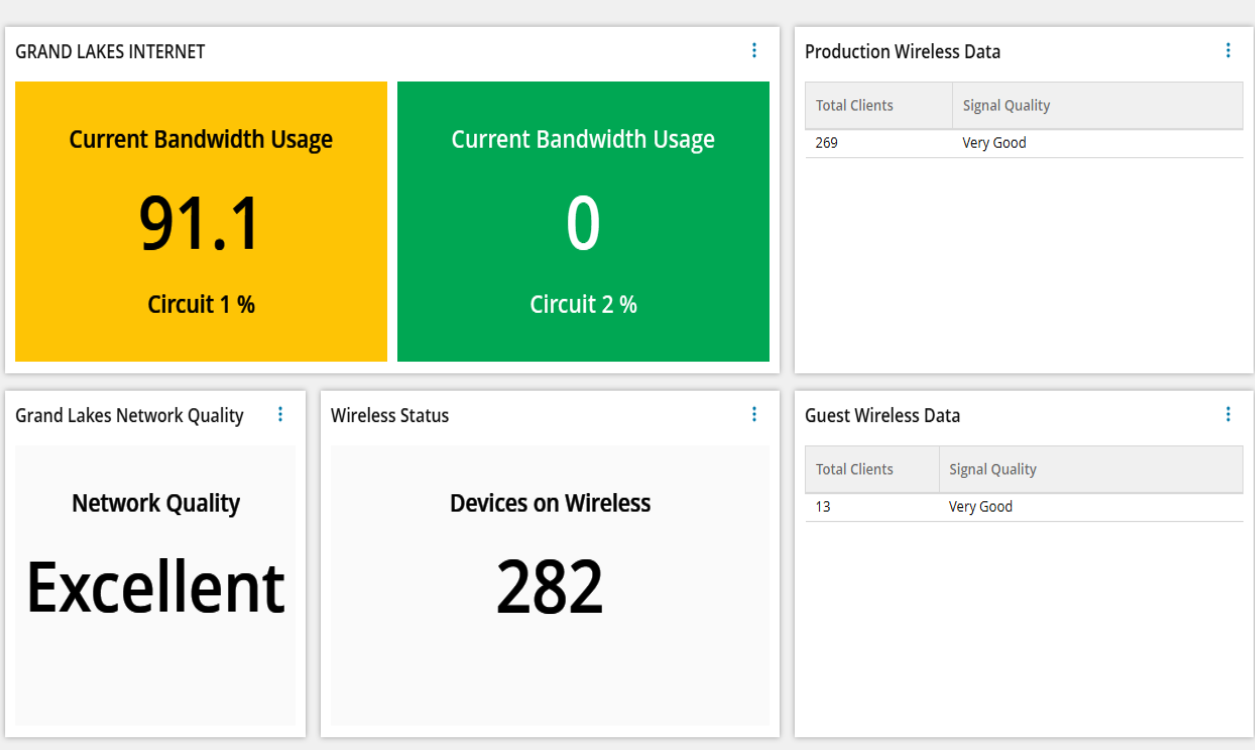 GRAND LAKES INTERNET
Current Bandwidth Usage
91.1
Circuit 1 %
Current Bandwidth Usage
0
Circuit 2 %
Production Wireless Data
Total Clients Signal Quality
269 Very Good
Grand Lakes Network Quality
Network Quality
Excellent
Wireless Status
Devices on Wireless
282
Guest Wireless Data
Total Clients Signal Quality
13 Very Good